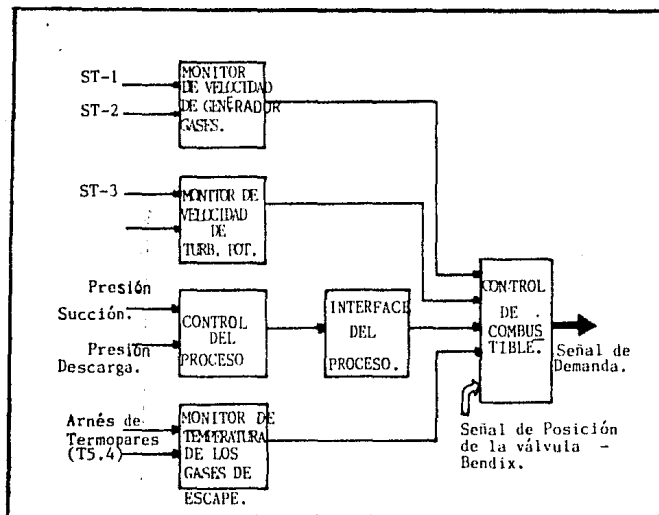 ST-1
ST-2
MONITOR
DE VELOCIDAD
DE GENERADOR
GASES.
ST-3
MONITOR DE
VELOCIDAD
DE
TURB. POT.
Presión
Succión.
Presión
Descarga.
CONTROL
DEL
PROCESO
INTERFACE
DEL
PROCESO.
CONTROL
DE
COMBUS
TIBLE.
Señal de
Demanda.
Arnés de
Termopares
(T5.4)
MONITOR DE
TEMPERATURA
DE LOS
GASES DE
ESCAPE.
Señal de Posición
de la válvula -
Bendix.